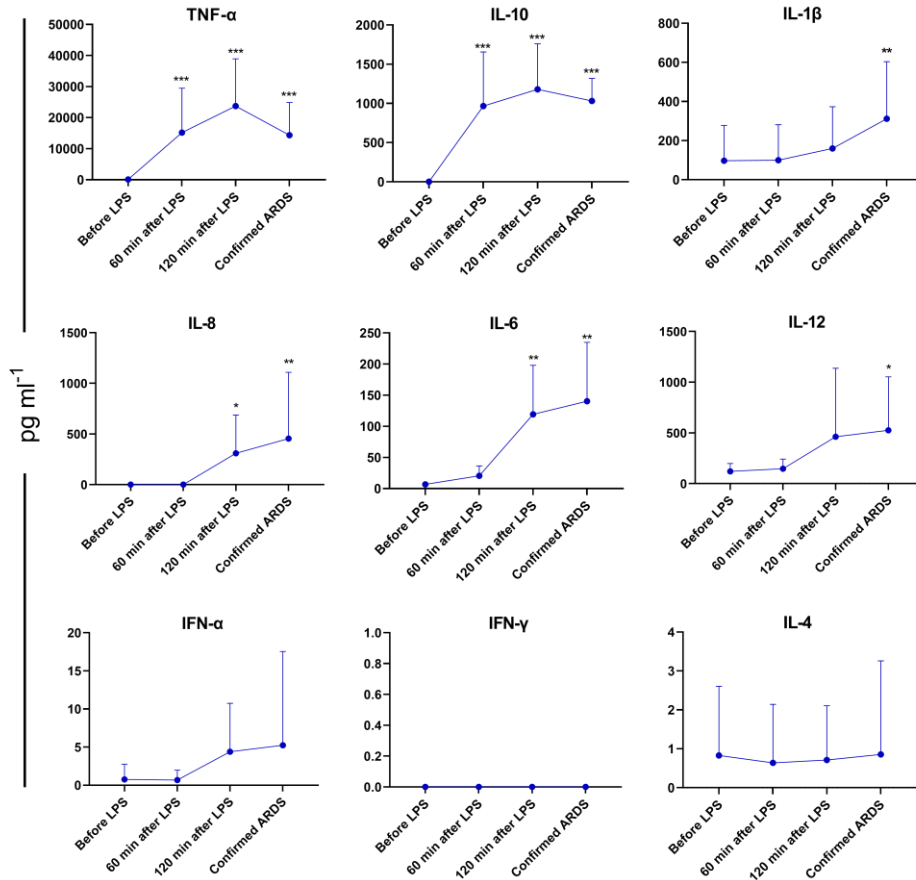 TNF-α
50000
40000
30000
20000
10000
0
***
***
***
Before LPS
60 min after LPS
120 min after LPS
Confirmed ARDS
IL-10
2000
1500
1000
500
0
***
***
***
Before LPS
60 min after LPS
120 min after LPS
Confirmed ARDS
IL-1β
800
600
400
200
0
**
Before LPS
60 min after LPS
120 min after LPS
Confirmed ARDS
pg ml⁻¹
IL-8
1500
1000
500
0
*
**
Before LPS
60 min after LPS
120 min after LPS
Confirmed ARDS
IL-6
250
200
150
100
50
0
**
**
Before LPS
60 min after LPS
120 min after LPS
Confirmed ARDS
IL-12
1500
1000
500
0
*
Before LPS
60 min after LPS
120 min after LPS
Confirmed ARDS
IFN-α
20
15
10
5
0
Before LPS
60 min after LPS
120 min after LPS
Confirmed ARDS
IFN-γ
1.0
0.8
0.6
0.4
0.2
0.0
Before LPS
60 min after LPS
120 min after LPS
Confirmed ARDS
IL-4
4
3
2
1
0
Before LPS
60 min after LPS
120 min after LPS
Confirmed ARDS